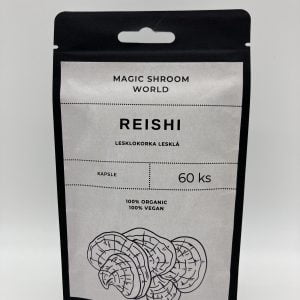 MAGIC SHROOM
WORLD
REISHI
LESKLOKORKA LESKLÁ
KAPSLE
60 ks
100% ORGANIC
100% VEGAN